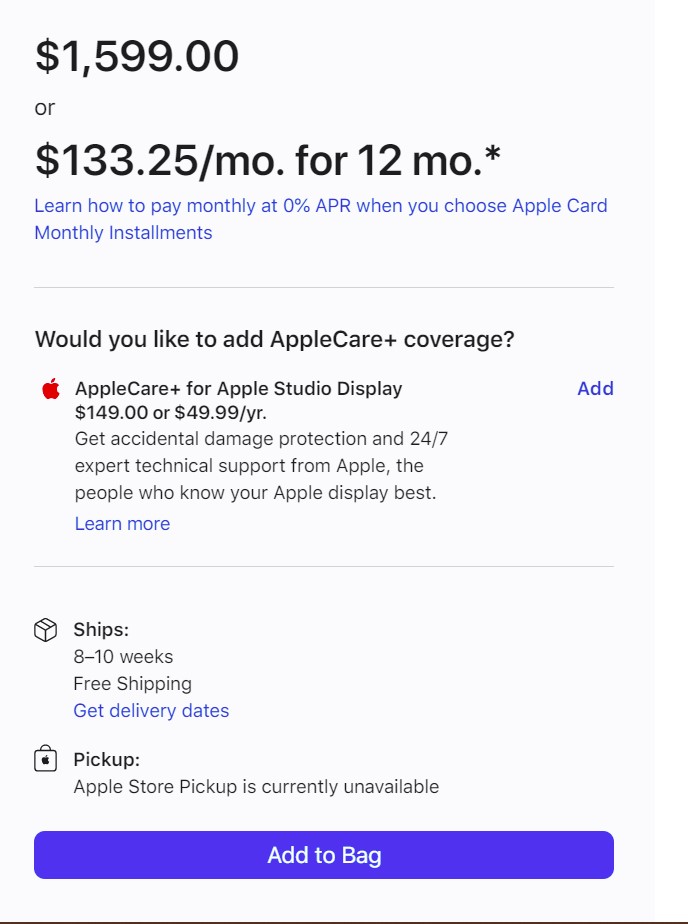 $1,599.00
or
$133.25/mo. for 12 mo.*
Learn how to pay monthly at 0% APR when you choose Apple Card
Monthly Installments
Would you like to add AppleCare+ coverage?
AppleCare+ for Apple Studio Display
Add
$149.00 or $49.99/yr.
Get accidental damage protection and 24/7
expert technical support from Apple, the
people who know your Apple display best.
Learn more
Ships:
8–10 weeks
Free Shipping
Get delivery dates
Pickup:
Apple Store Pickup is currently unavailable
Add to Bag